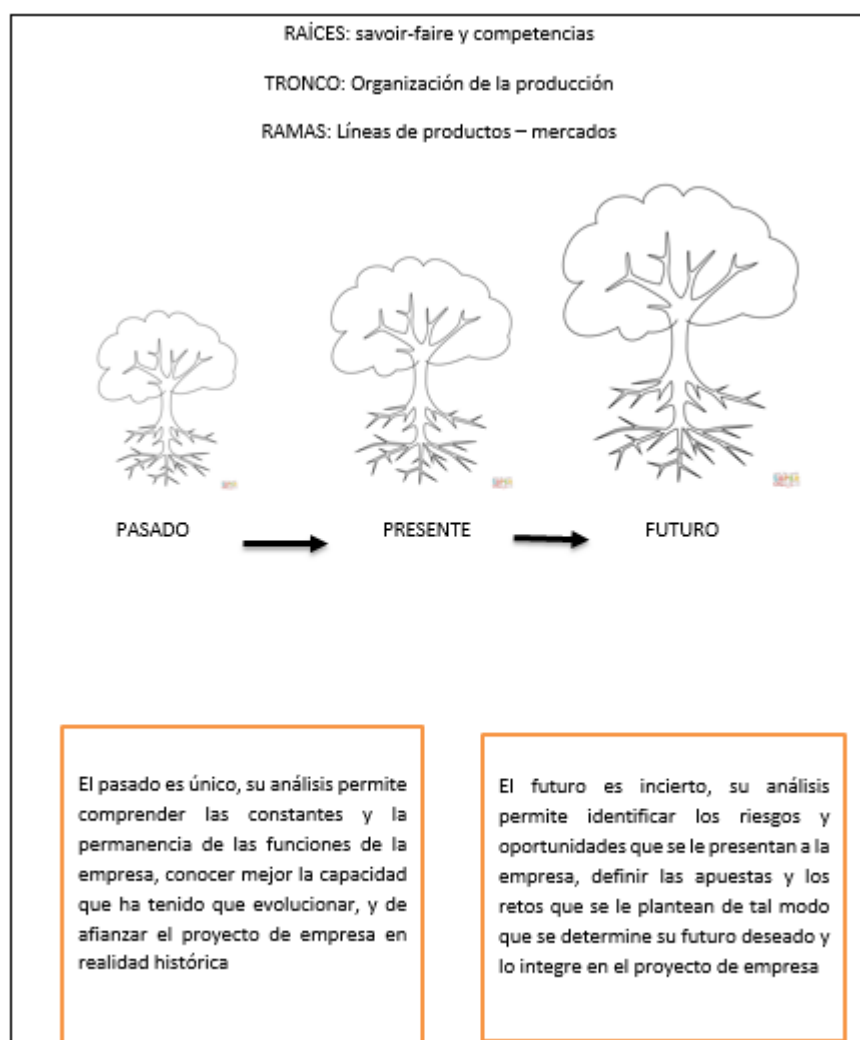 RAÍCES: savoir-faire y competencias
TRONCO: Organización de la producción
RAMAS: Líneas de productos – mercados
PASADO
PRESENTE
FUTURO
El pasado es único, su análisis permite
comprender las constantes y la
permanencia de las funciones de la
empresa, conocer mejor la capacidad
que ha tenido que evolucionar, y de
afianzar el proyecto de empresa en
realidad histórica
El futuro es incierto, su análisis
permite identificar los riesgos y
oportunidades que se le presentan a la
empresa, definir las apuestas y los
retos que se le plantean de tal modo
que se determine su futuro deseado y
lo integre en el proyecto de empresa